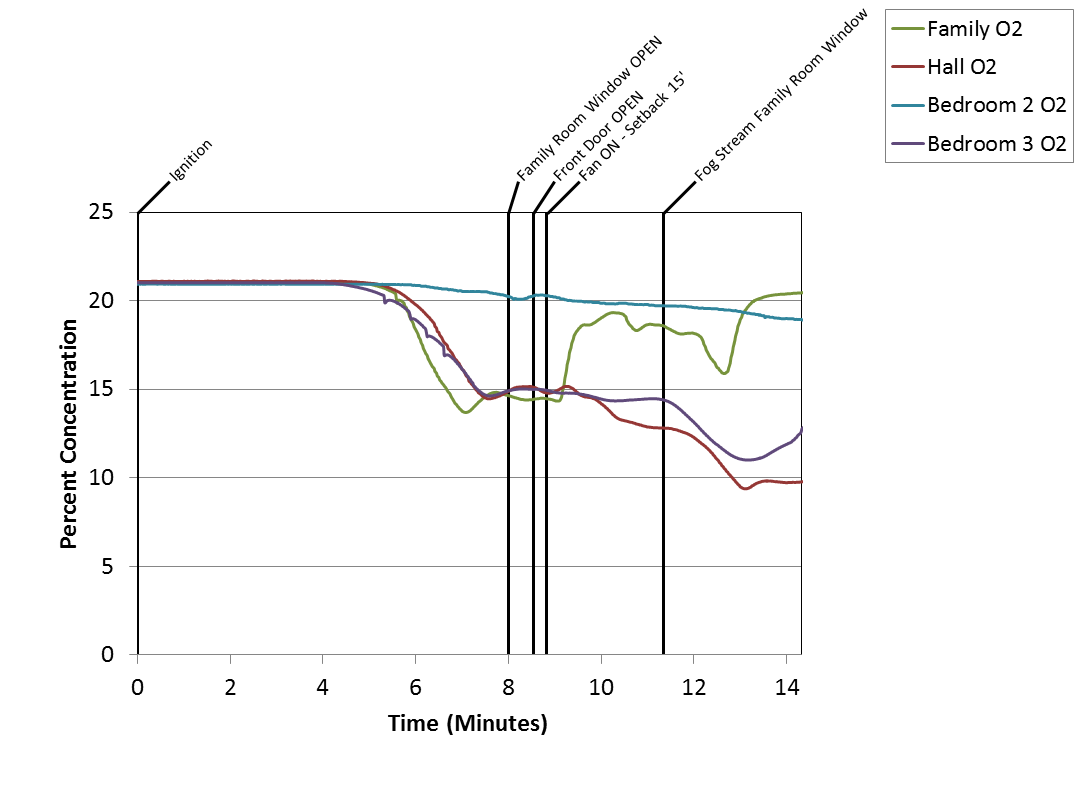 Ignition
Family Room Window OPEN
Front Door OPEN
Fan ON - Setback 15'
Fog Stream Family Room Window
Family O2
Hall O2
Bedroom 2 O2
Bedroom 3 O2
25
20
15
10
5
0
Percent Concentration
0 2 4 6 8 10 12 14
Time (Minutes)